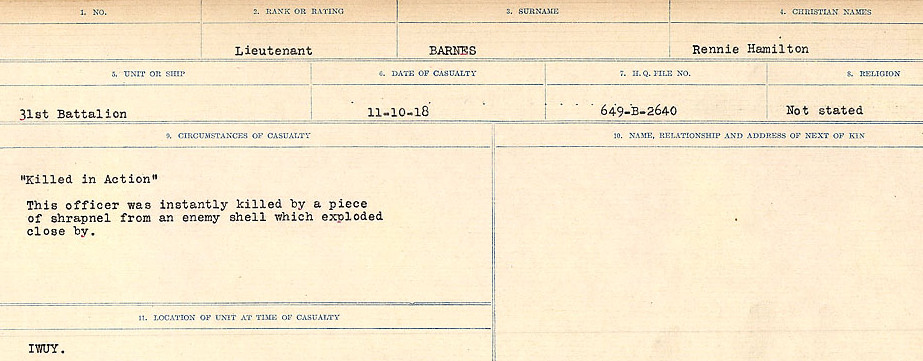 1. NO.
2. RANK OR RATING
3. SURNAME
4. CHRISTIAN NAMES
Lieutenant
BARNES
Rennie Hamilton
5. UNIT OR SHIP
6. DATE OF CASUALTY
7. H. Q. FILE NO.
8. RELIGION
31st Battalion
11-10-18
649-B-2640
Not stated
9. CIRCUMSTANCES OF CASUALTY
10. NAME, RELATIONSHIP AND ADDRESS OF NEXT OF KIN
"Killed in Action"
This officer was instantly killed by a piece
of shrapnel from an enemy shell which exploded
close by.
11. LOCATION OF UNIT AT TIME OF CASUALTY
IWUY.